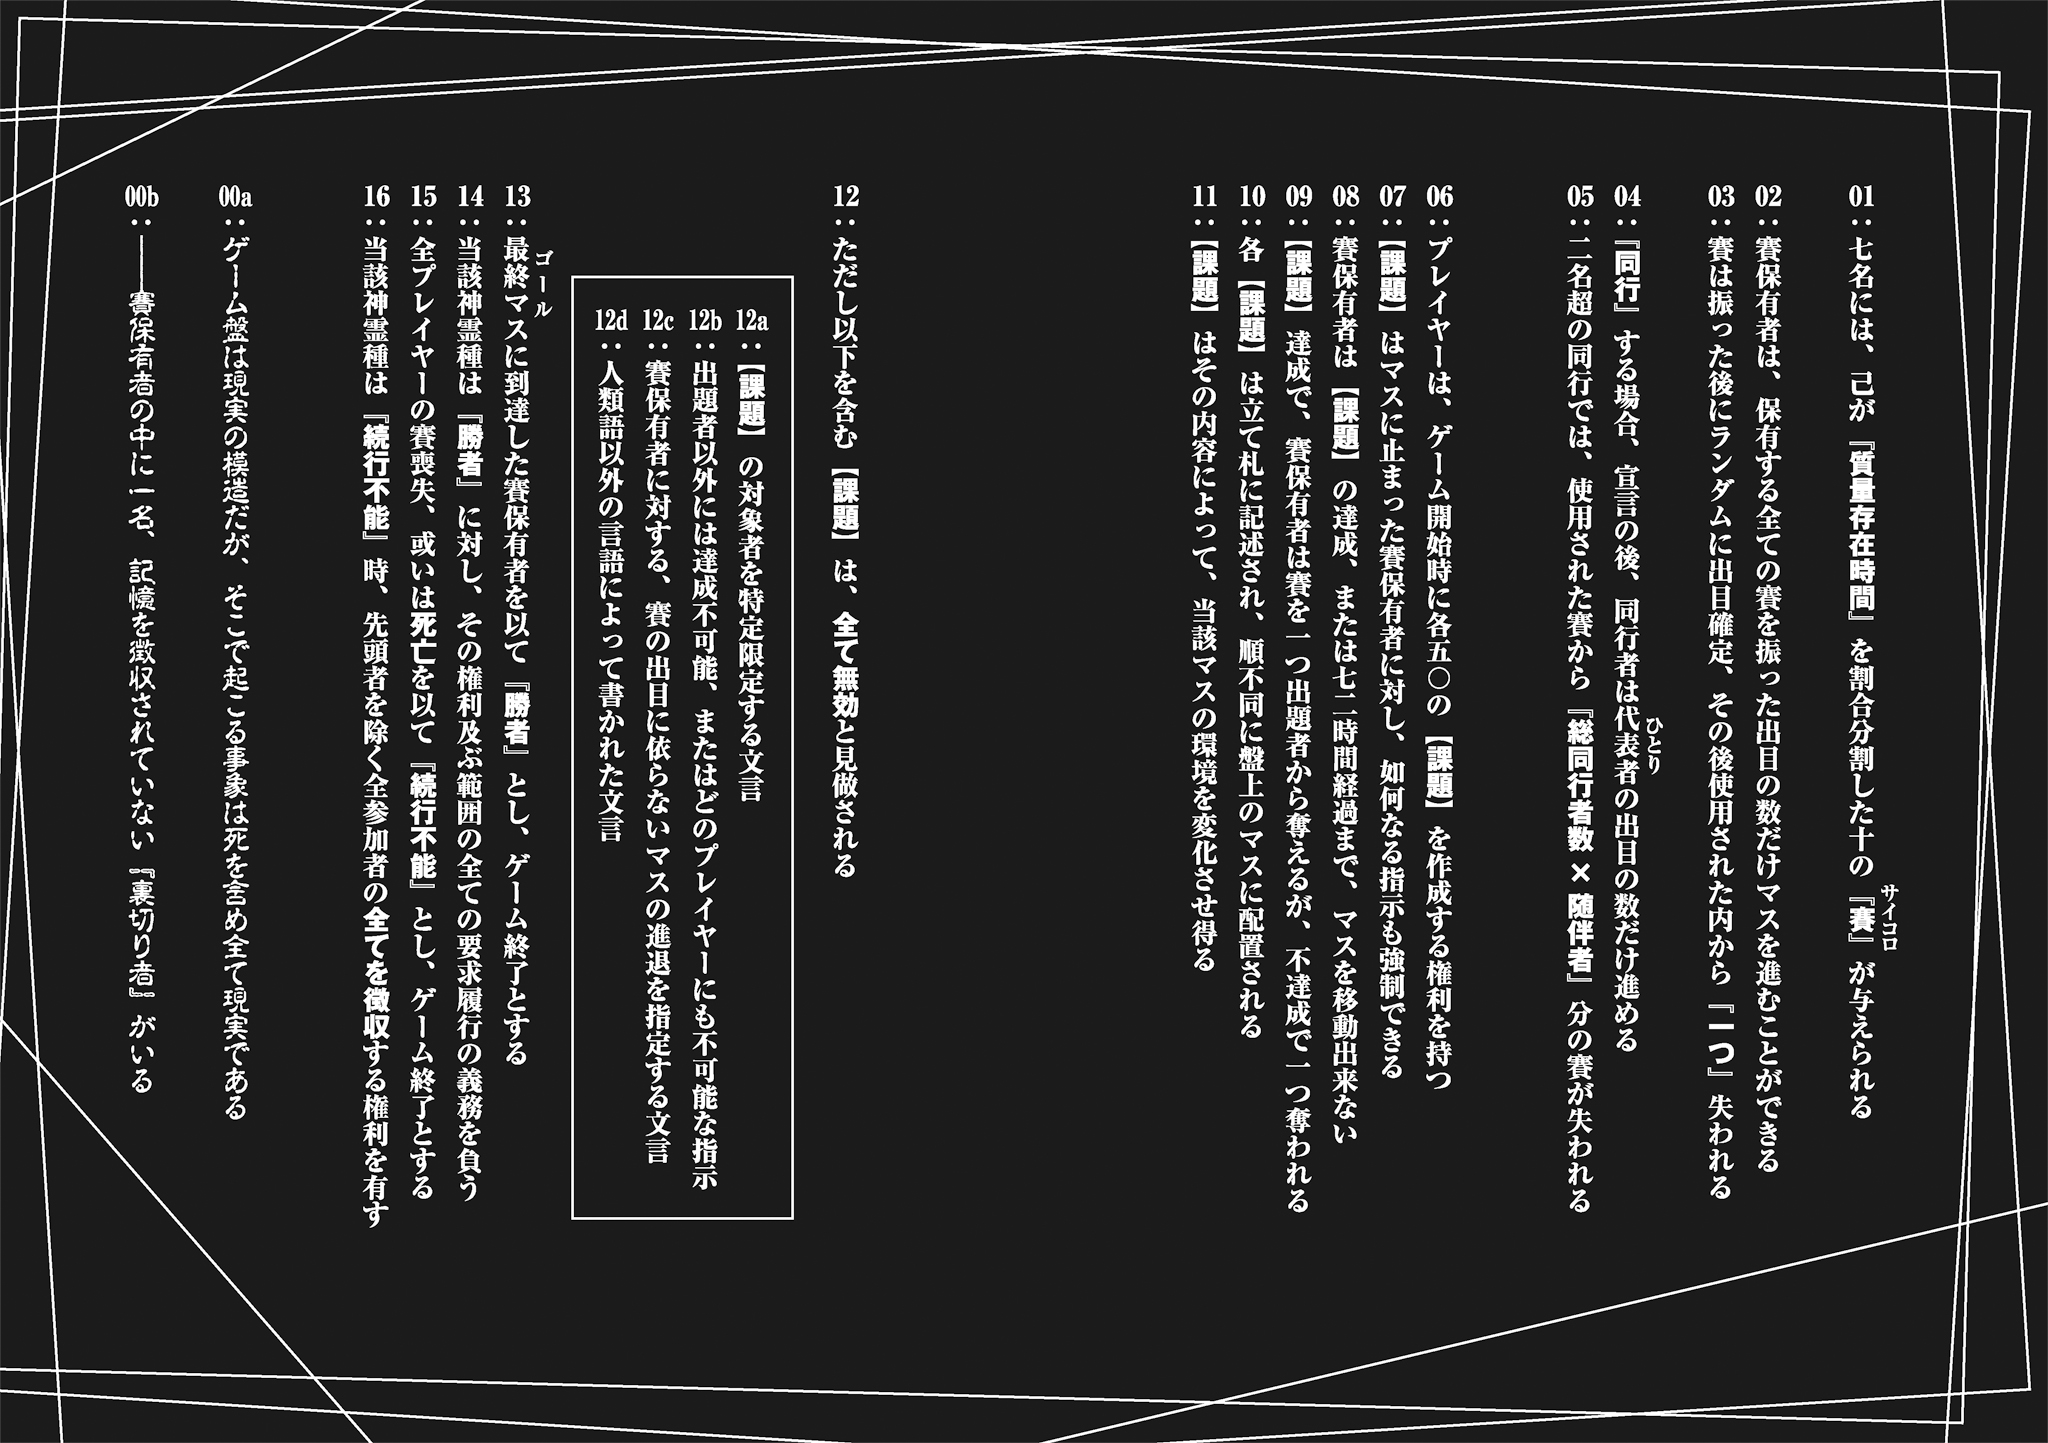 01：七名には、己が『質量存在時間』を割合分割した十の『賽』が与えられる
サイコロ
02：賽保有者は、保有する全ての賽を振った出目の数だけマスを進むことができる
03：賽は振った後にランダムに出目確定、その後使用された内から『一つ』失われる
04：『同行』する場合、宣言の後、同行者は代表者の出目の数だけ進める
ひとり
05：二名超の同行では、使用された賽から『総同行者数×随伴者』分の賽が失われる
06：プレイヤーは、ゲーム開始時に各五〇の【課題】を作成する権利を持つ
07：【課題】はマスに止まった賽保有者に対し、如何なる指示も強制できる
08：賽保有者は【課題】の達成、または七二時間経過まで、マスを移動出来ない
09：【課題】達成で、賽保有者は賽を一つ出題者から奪えるが、不達成で一つ奪われる
10：各【課題】は立て札に記述され、順不同に盤上のマスに配置される
11：【課題】はその内容によって、当該マスの環境を変化させ得る
12：ただし以下を含む【課題】は、全て無効と見做される
12a：【課題】の対象者を特定限定する文言
12b：出題者以外には達成不可能、またはどのプレイヤーにも不可能な指示
12c：賽保有者に対する、賽の出目に依らないマスの進退を指定する文言
12d：人類語以外の言語によって書かれた文言
13：最終マスに到達した賽保有者を以て『勝者』とし、ゲーム終了とする
ゴール
14：当該神霊種は『勝者』に対し、その権利及ぶ範囲の全ての要求履行の義務を負う
15：全プレイヤーの賽喪失、或いは死亡を以て『続行不能』とし、ゲーム終了とする
16：当該神霊種は『続行不能』時、先頭者を除く全参加者の全てを徴収する権利を有す
00a：ゲーム盤は現実の模造だが、そこで起こる事象は死を含め全て現実である
00b：――賽保有者の中に一名、記憶を徴収されていない『裏切り者』がいる